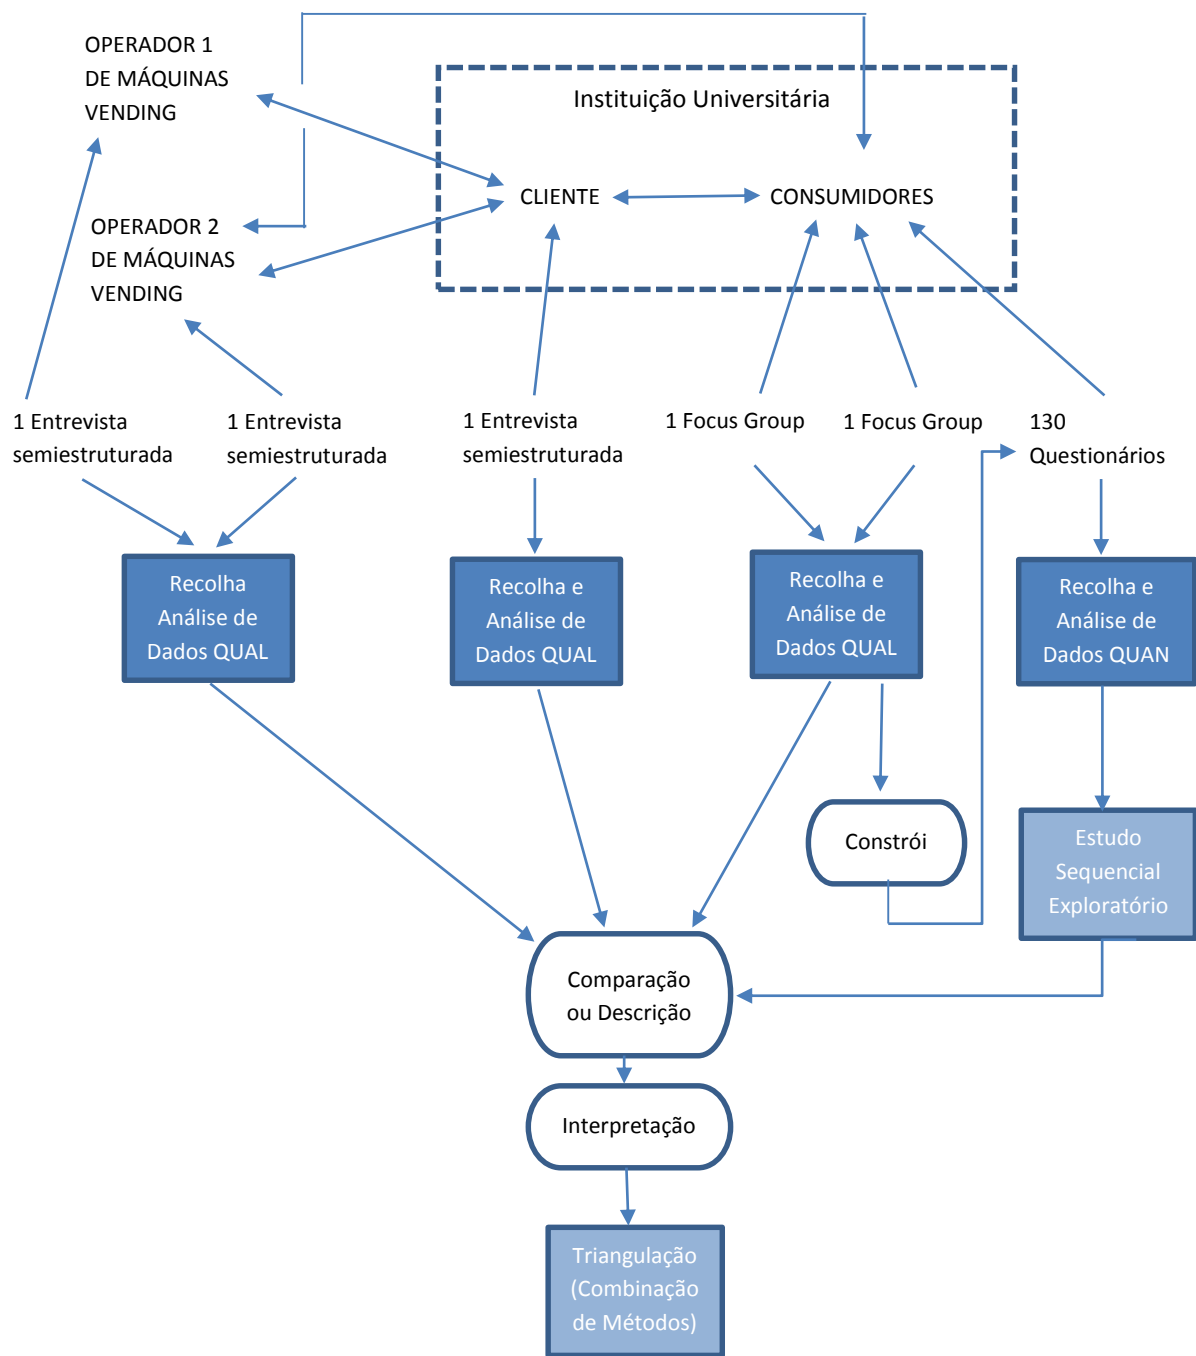 OPERADOR 1
DE MÁQUINAS
VENDING
Instituição Universitária
CLIENTE
CONSUMIDORES
OPERADOR 2
DE MÁQUINAS
VENDING
1 Entrevista
semiestruturada
1 Entrevista
semiestruturada
1 Entrevista
semiestruturada
1 Focus Group
1 Focus Group
130
Questionários
Recolha
Análise de
Dados QUAL
Recolha e
Análise de
Dados QUAL
Recolha e
Análise de
Dados QUAL
Recolha e
Análise de
Dados QUAN
Constrói
Estudo
Sequencial
Exploratório
Comparação
ou Descrição
Interpretação
Triangulação
(Combinação
de Métodos)